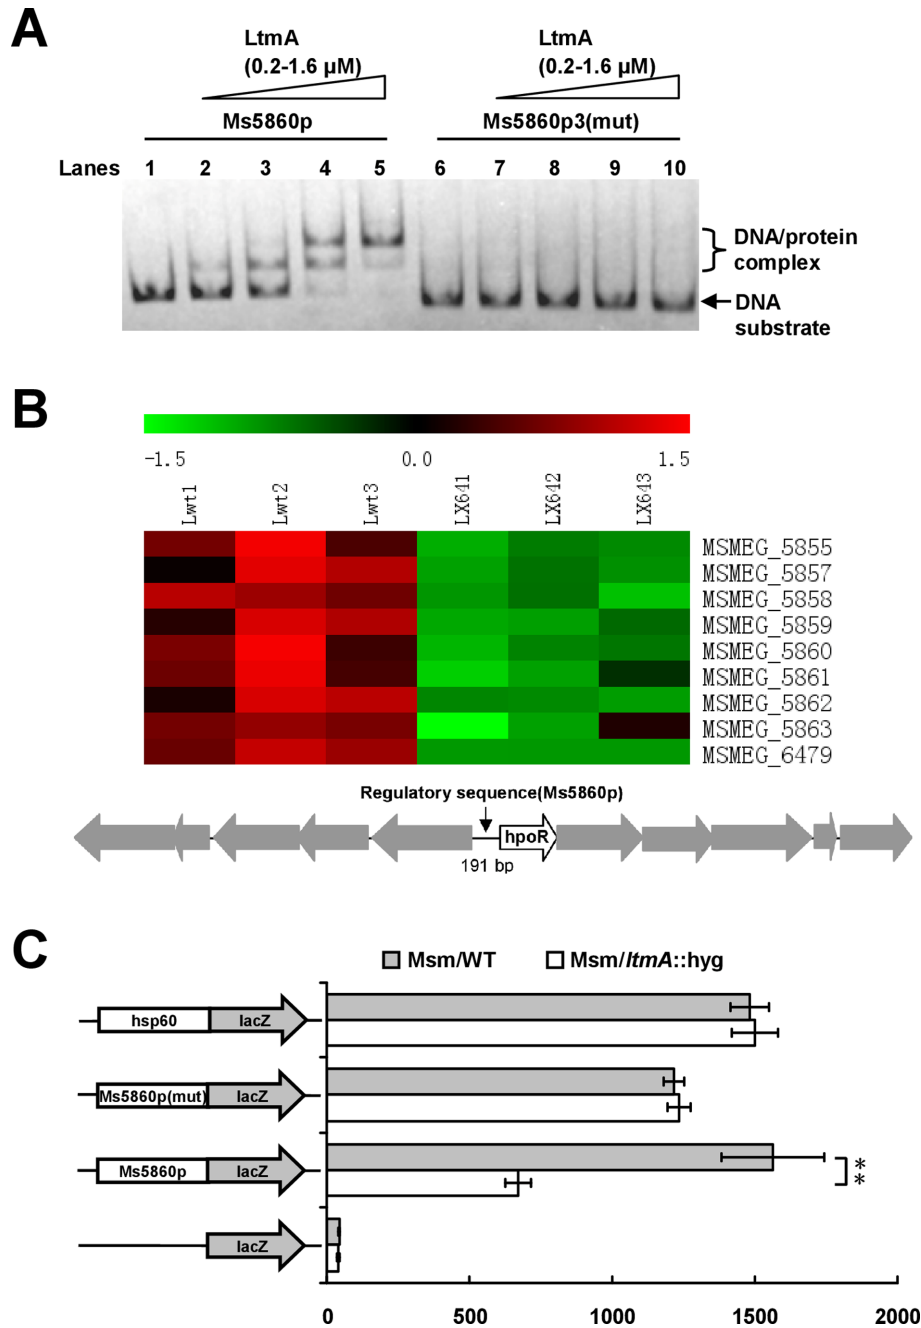 A
LtmA
(0.2-1.6 µM)
LtmA
(0.2-1.6 µM)
Ms5860p
Ms5860p3(mut)
Lanes 1 2 3 4 5 6 7 8 9 10
DNA/protein
complex
DNA
substrate
B
-1.5 0.0 1.5
Lwt1 Lwt2 Lwt3 LX641 LX642 LX643
MSMEG_5855
MSMEG_5857
MSMEG_5858
MSMEG_5859
MSMEG_5860
MSMEG_5861
MSMEG_5862
MSMEG_5863
MSMEG_6479
Regulatory sequence(Ms5860p)
hpoR
191 bp
C
Msm/WT Msm/ltmA::hyg
hsp60 lacZ
Ms5860p(mut) lacZ
Ms5860p lacZ
**
lacZ
0 500 1000 1500 2000